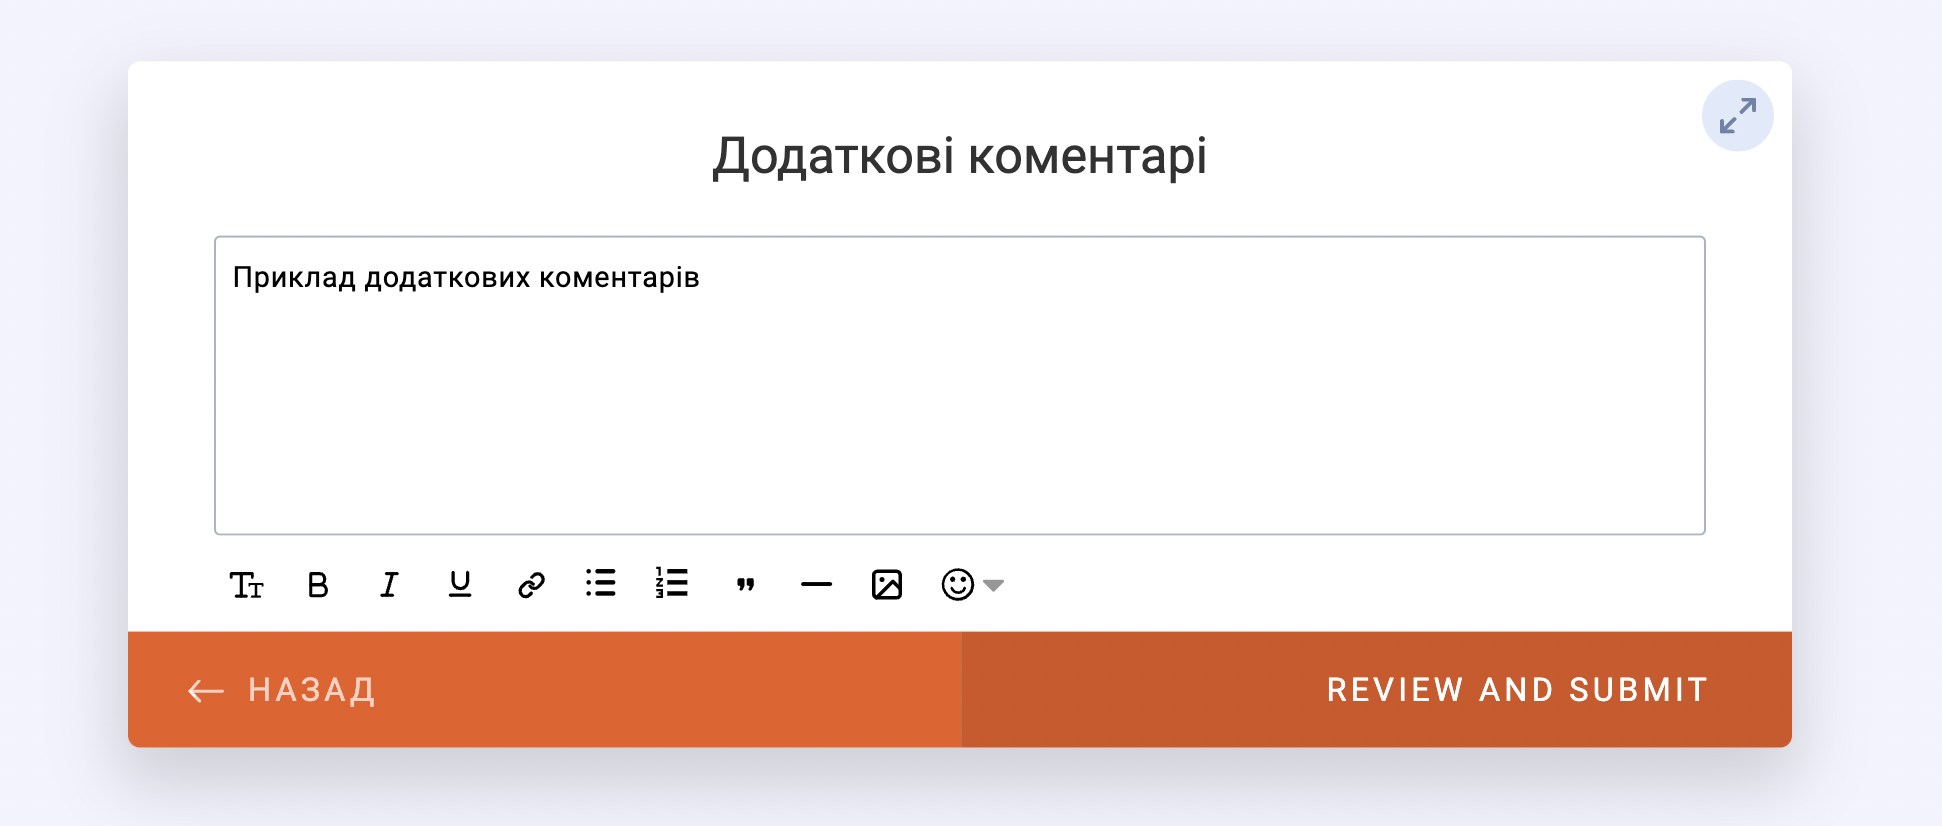 Додаткові коментарі
Приклад додаткових коментарів
НАЗАД
REVIEW AND SUBMIT